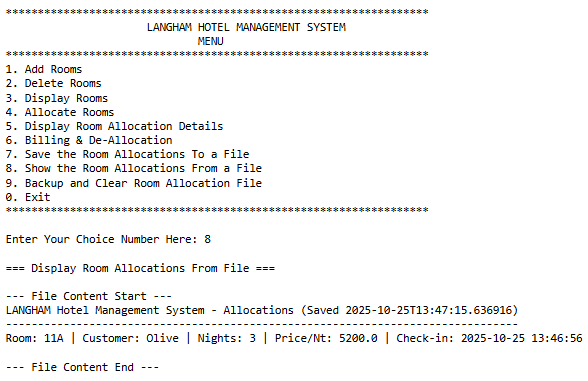 ******************************************************************
LANGHAM HOTEL MANAGEMENT SYSTEM
MENU
******************************************************************
1. Add Rooms
2. Delete Rooms
3. Display Rooms
4. Allocate Rooms
5. Display Room Allocation Details
6. Billing & De-Allocation
7. Save the Room Allocations To a File
8. Show the Room Allocations From a File
9. Backup and Clear Room Allocation File
0. Exit
******************************************************************
Enter Your Choice Number Here: 8
=== Display Room Allocations From File ===
--- File Content Start ---
LANGHAM Hotel Management System - Allocations (Saved 2025-10-25T13:47:15.636916)
--------------------------------------------------------------------------------
Room: 11A | Customer: Olive | Nights: 3 | Price/Nt: 5200.0 | Check-in: 2025-10-25 13:46:56
--- File Content End ---